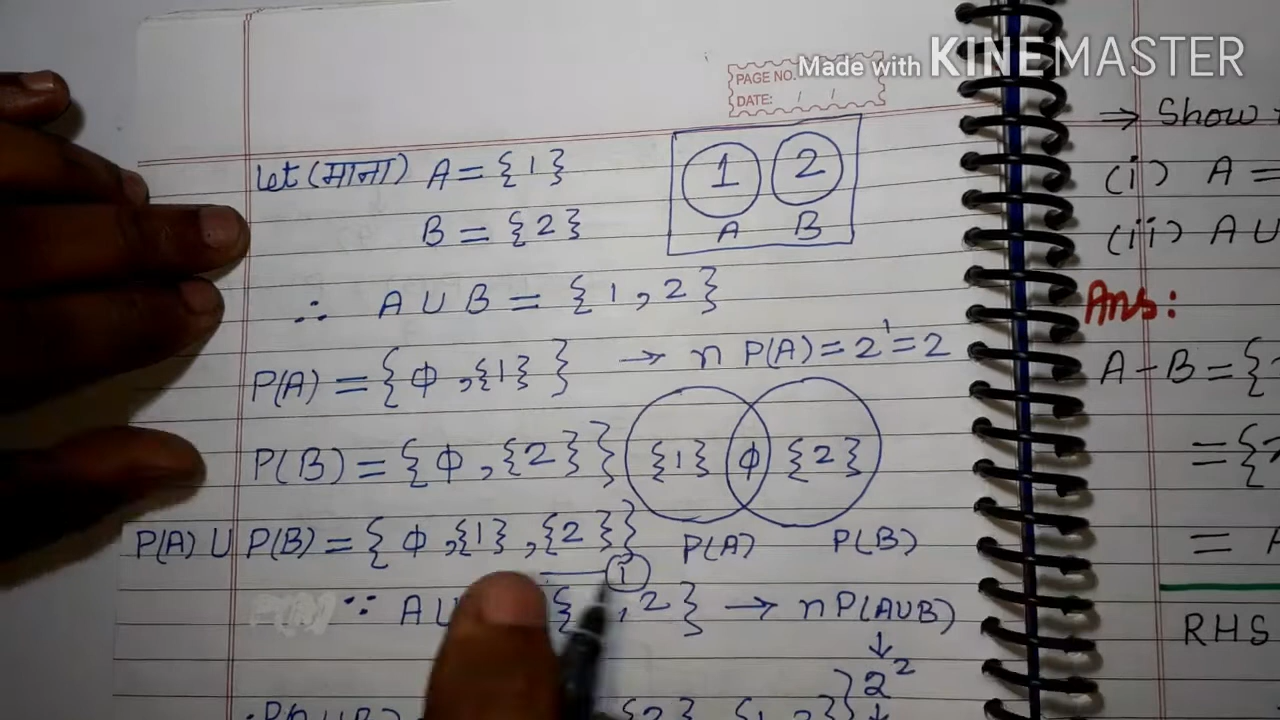 Made with KINEMASTER
PAGE NO.
DATE: / /
Let (माना) A = {1}
B = {2}
1 2
A B
∴ A ∪ B = {1, 2}
P(A) = {ϕ, {1}} → n P(A) = 2¹ = 2
P(B) = {ϕ, {2}}
{1} ϕ {2}
P(A) P(B)
P(A) ∪ P(B) = {ϕ, {1}, {2}}
(i)
∵ A ∪ { , 2} → n P(A∪B)
↓
2²
↓
⇒ Show
(i) A =
(ii) A ∪
Ans:
A − B = {
= {
=
RHS